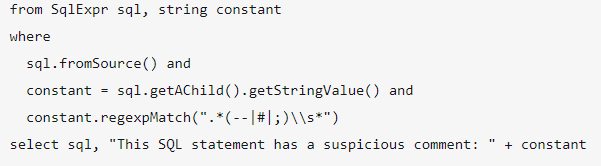 from SqlExpr sql, string constant
where
sql.fromSource() and
constant = sql.getAChild().getStringValue() and
constant.regexpMatch(".*(--|#|;)\\s*")
select sql, "This SQL statement has a suspicious comment: " + constant